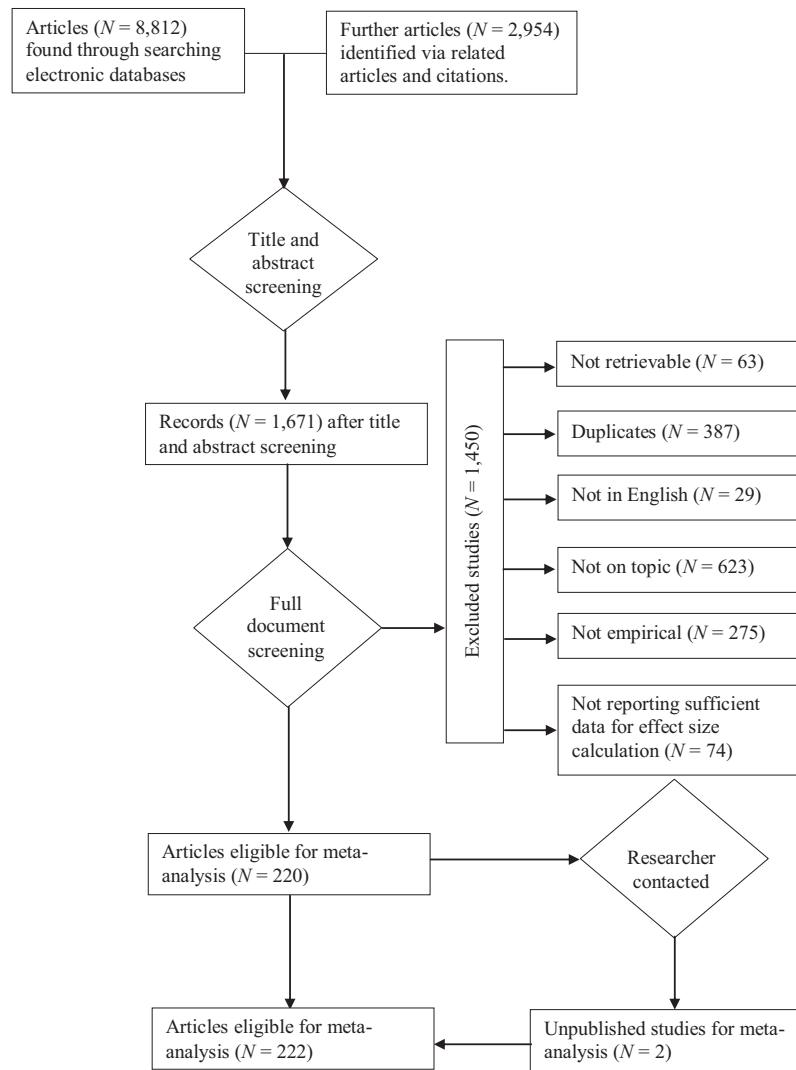 Articles (N = 8,812)
found through searching
electronic databases
Further articles (N = 2,954)
identified via related
articles and citations.
Title and
abstract
screening
Records (N = 1,671) after title
and abstract screening
Full
document
screening
Excluded studies (N = 1,450)
Not retrievable (N = 63)
Duplicates (N = 387)
Not in English (N = 29)
Not on topic (N = 623)
Not empirical (N = 275)
Not reporting sufficient
data for effect size
calculation (N = 74)
Articles eligible for meta-
analysis (N = 220)
Researcher
contacted
Articles eligible for meta-
analysis (N = 222)
Unpublished studies for meta-
analysis (N = 2)